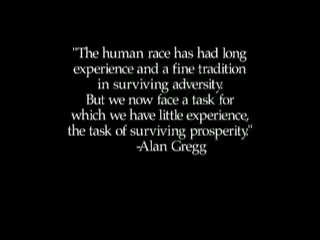 "The human race has had long
experience and a fine tradition
in surviving adversity.
But we now face a task for
which we have little experience,
the task of surviving prosperity."
-Alan Gregg